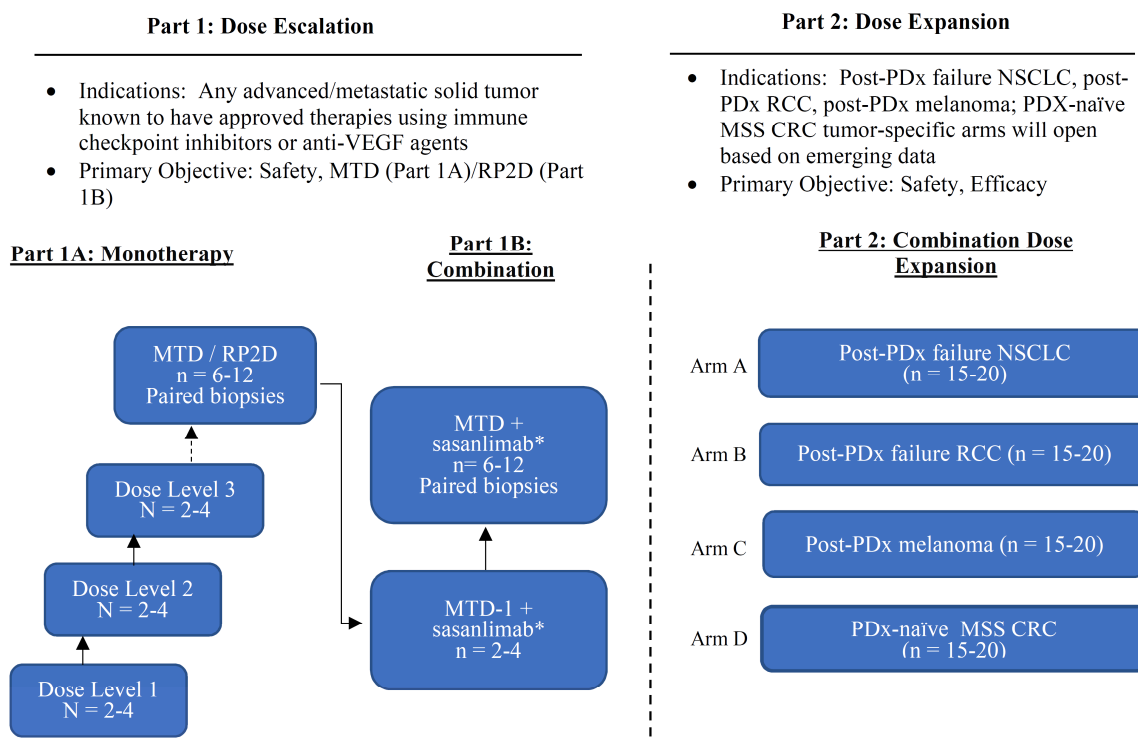 Part 1: Dose Escalation
• Indications:  Any advanced/metastatic solid tumor
known to have approved therapies using immune
checkpoint inhibitors or anti-VEGF agents
• Primary Objective: Safety, MTD (Part 1A)/RP2D (Part
1B)
Part 2: Dose Expansion
• Indications:  Post-PDx failure NSCLC, post-
PDx RCC, post-PDx melanoma; PDX-naïve
MSS CRC tumor-specific arms will open
based on emerging data
• Primary Objective: Safety, Efficacy
Part 1A: Monotherapy
MTD / RP2D
n = 6-12
Paired biopsies
Dose Level 3
N = 2-4
Dose Level 2
N = 2-4
Dose Level 1
N = 2-4
Part 1B:
Combination
MTD +
sasanlimab*
n= 6-12
Paired biopsies
MTD-1 +
sasanlimab*
n = 2-4
Part 2: Combination Dose
Expansion
Arm A
Post-PDx failure NSCLC
(n = 15-20)
Arm B
Post-PDx failure RCC (n = 15-20)
Arm C
Post-PDx melanoma (n = 15-20)
Arm D
PDx-naïve  MSS CRC
(n = 15-20)